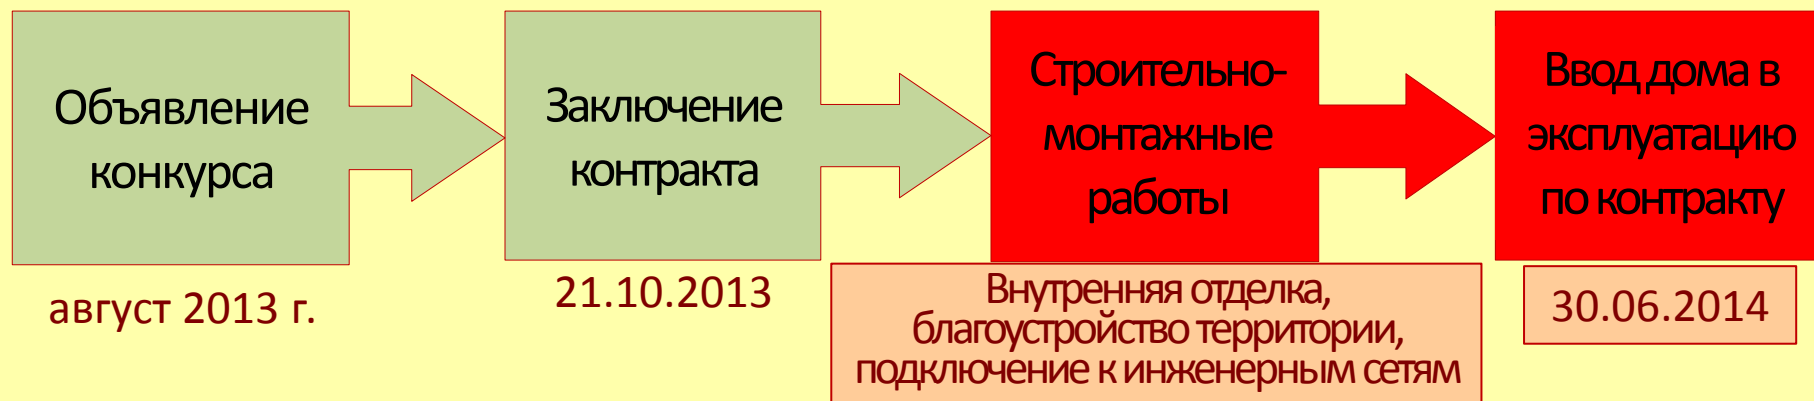 Объявление
конкурса
август 2013 г.
Заключение
контракта
21.10.2013
Строительно-
монтажные
работы
Внутренняя отделка,
благоустройство территории,
подключение к инженерным сетям
Ввод дома в
эксплуатацию
по контракту
30.06.2014